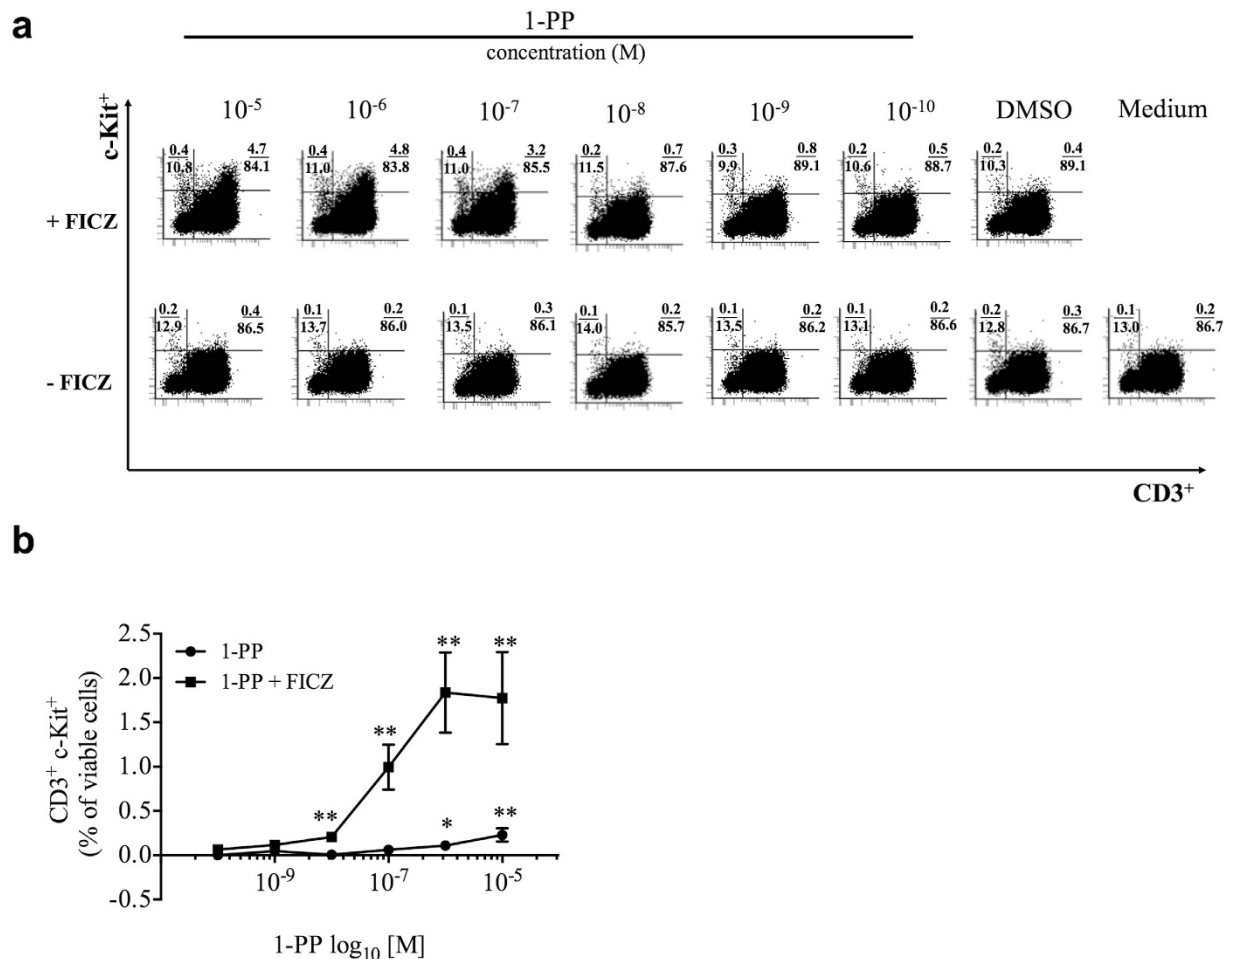 a
1-PP
concentration (M)
c-Kit⁺
10⁻⁵ 10⁻⁶ 10⁻⁷ 10⁻⁸ 10⁻⁹ 10⁻¹⁰ DMSO Medium
0.4 4.7 0.4 4.8 0.4 3.2 0.2 0.7 0.3 0.8 0.2 0.5 0.2 0.4
10.8 84.1 11.0 83.8 11.0 85.5 11.5 87.6 9.9 89.1 10.6 88.7 10.3 89.1
+ FICZ
0.2 0.4 0.1 0.2 0.1 0.3 0.1 0.2 0.1 0.2 0.1 0.2 0.2 0.3 0.1 0.2
12.9 86.5 13.7 86.0 13.5 86.1 14.0 85.7 13.5 86.2 13.1 86.6 12.8 86.7 13.0 86.7
- FICZ
CD3⁺
b
CD3⁺ c-Kit⁺
(% of viable cells)
2.5
2.0
1.5
1.0
0.5
0.0
-0.5
1-PP
1-PP + FICZ
** **
**
** * **
10⁻⁹ 10⁻⁷ 10⁻⁵
1-PP log₁₀ [M]